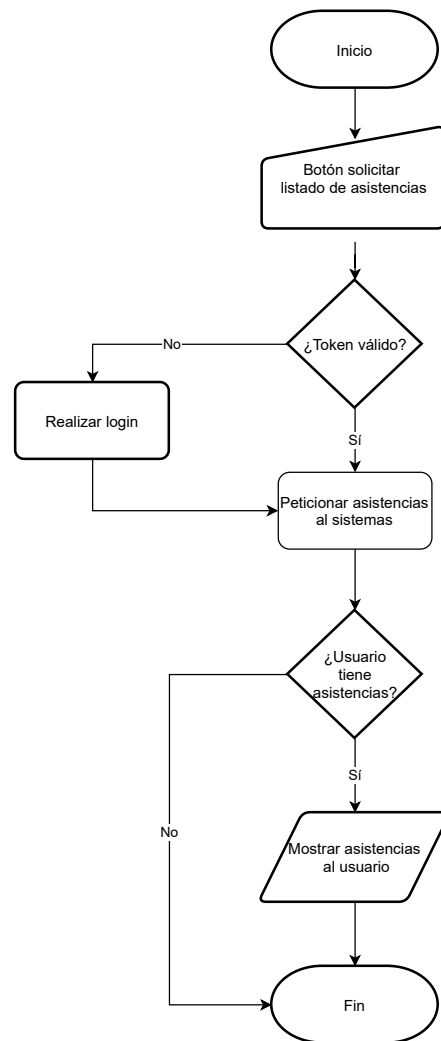 Inicio
Botón solicitar
listado de asistencias
¿Token válido?
No
Realizar login
Sí
Peticionar asistencias
al sistemas
¿Usuario
tiene
asistencias?
Sí
No
Mostrar asistencias
al usuario
Fin